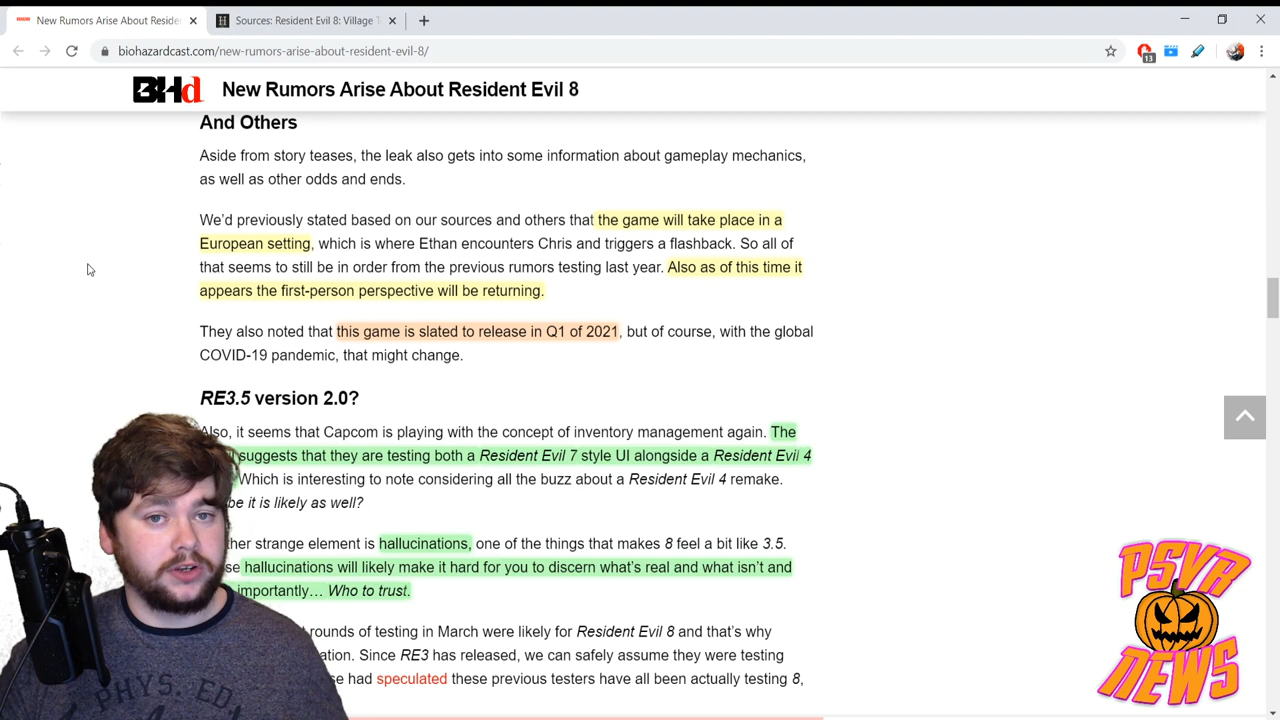 New Rumors Arise About Reside
Sources: Resident Evil 8: Village T
biohazardcast.com/new-rumors-arise-about-resident-evil-8/
13
BHd New Rumors Arise About Resident Evil 8
And Others
Aside from story teases, the leak also gets into some information about gameplay mechanics,
as well as other odds and ends.
We'd previously stated based on our sources and others that the game will take place in a
European setting, which is where Ethan encounters Chris and triggers a flashback. So all of
that seems to still be in order from the previous rumors testing last year. Also as of this time it
appears the first-person perspective will be returning.
They also noted that this game is slated to release in Q1 of 2021, but of course, with the global
COVID-19 pandemic, that might change.
RE3.5 version 2.0?
Also, it seems that Capcom is playing with the concept of inventory management again. The
suggests that they are testing both a Resident Evil 7 style UI alongside a Resident Evil 4
Which is interesting to note considering all the buzz about a Resident Evil 4 remake.
be it is likely as well?
her strange element is hallucinations, one of the things that makes 8 feel a bit like 3.5.
se hallucinations will likely make it hard for you to discern what's real and what isn't and
importantly… Who to trust.
rounds of testing in March were likely for Resident Evil 8 and that's why
ation. Since RE3 has released, we can safely assume they were testing
se had speculated these previous testers have all been actually testing 8,
PHYS. ED
PSVR
NEWS